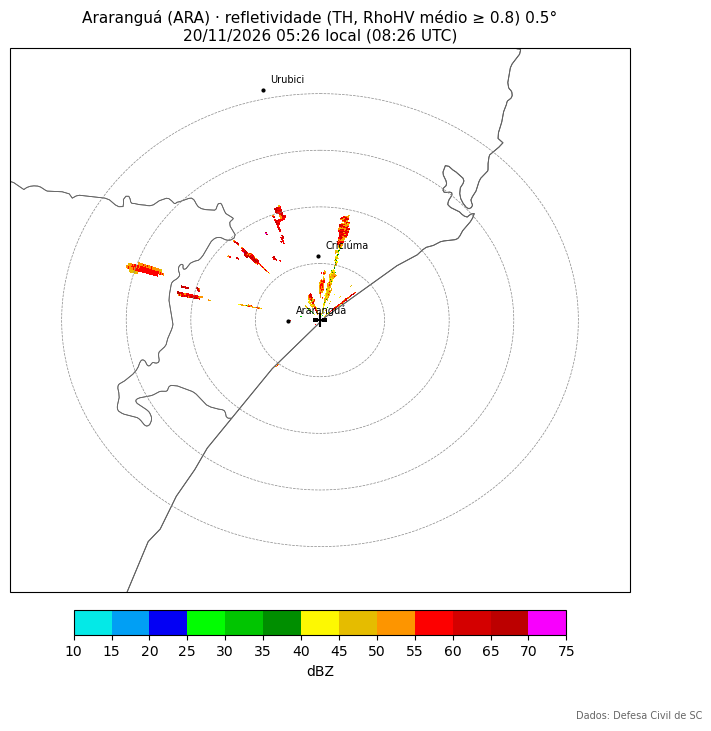 Araranguá (ARA) · refletividade (TH, RhoHV médio ≥ 0.8) 0.5°
20/11/2026 05:26 local (08:26 UTC)
Urubici
Criciúma
Araranguá
10 15 20 25 30 35 40 45 50 55 60 65 70 75
dBZ
Dados: Defesa Civil de SC